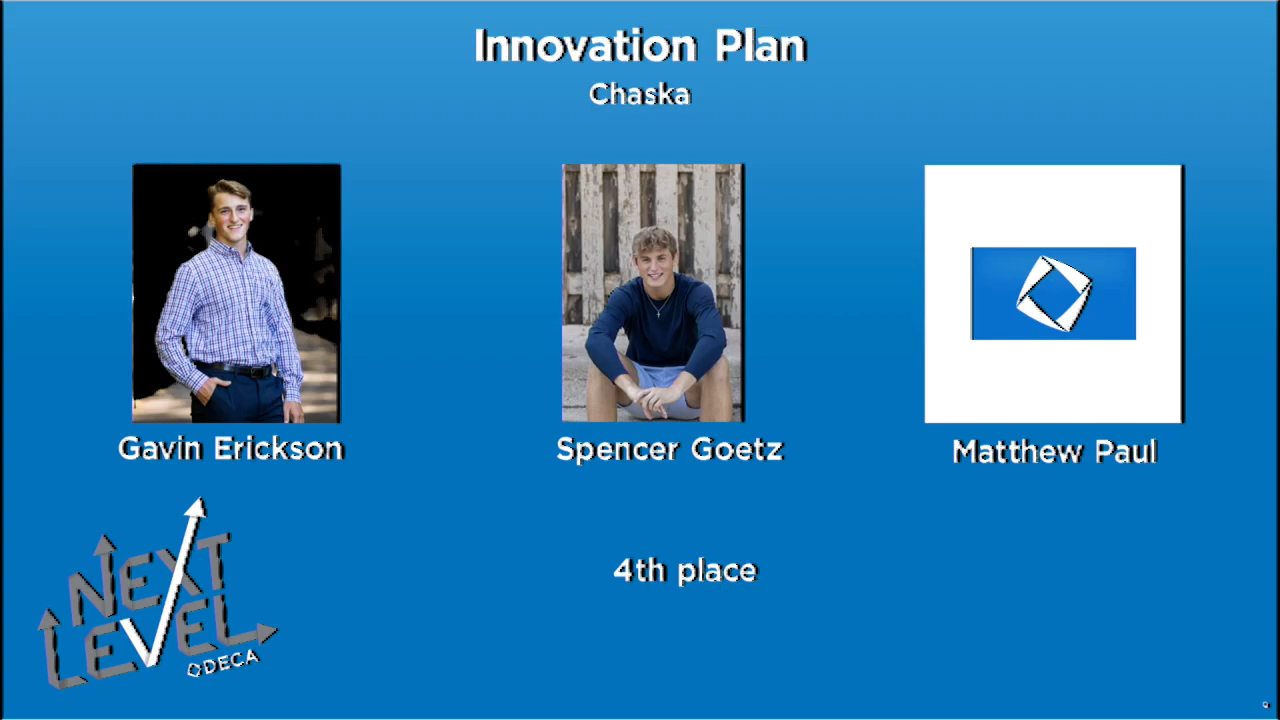 Innovation Plan
Chaska
Gavin Erickson
Spencer Goetz
Matthew Paul
4th place
NEXT
LEVEL
DECA